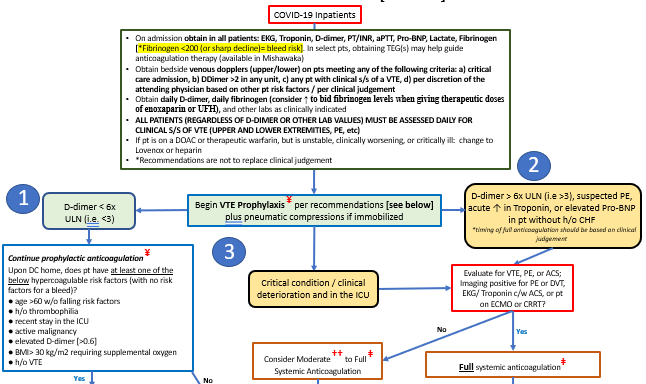 COVID-19 Inpatients
• On admission obtain in all patients: EKG, Troponin, D-dimer, PT/INR, aPTT, Pro-BNP, Lactate, Fibrinogen
[*Fibrinogen <200 (or sharp decline)= bleed risk]. In select pts, obtaining TEG(s) may help guide
anticoagulation therapy (available in Mishawaka)
• Obtain bedside venous dopplers (upper/lower) on pts meeting any of the following criteria: a) critical
care admission, b) DDimer >2 in any unit, c) any pt with clinical s/s of a VTE, d) per discretion of the
attending physician based on other pt risk factors / per clinical judgement
• Obtain daily D-dimer, daily fibrinogen (consider ↑ to bid fibrinogen levels when giving therapeutic doses
of enoxaparin or UFH), and other labs as clinically indicated
• ALL PATIENTS (REGARDLESS OF D-DIMER OR OTHER LAB VALUES) MUST BE ASSESSED DAILY FOR
CLINICAL S/S OF VTE (UPPER AND LOWER EXTREMITIES, PE, etc)
• If pt is on a DOAC or therapeutic warfarin, but is unstable, clinically worsening, or critically ill: change to
Lovenox or heparin
• *Recommendations are not to replace clinical judgement
1
D-dimer < 6x
ULN (i.e. <3)
Begin VTE Prophylaxis¥ per recommendations [see below]
plus pneumatic compressions if immobilized
2
D-dimer > 6x ULN (i.e >3), suspected PE,
acute ↑ in Troponin, or elevated Pro-BNP
in pt without h/o CHF
*timing of full anticoagulation should be based on clinical
judgement
3
Continue prophylactic anticoagulation ¥
Upon DC home, does pt have at least one of the
below hypercoagulable risk factors (with no risk
factors for a bleed)?
● age >60 w/o falling risk factors
● h/o thrombophilia
● recent stay in the ICU
● active malignancy
● elevated D-dimer [>0.6]
● BMI> 30 kg/m2 requiring supplemental oxygen
● h/o VTE
Critical condition / clinical
deterioration and in the ICU
Evaluate for VTE, PE, or ACS;
Imaging positive for PE or DVT,
EKG/ Troponin c/w ACS, or pt
on ECMO or CRRT?
No
Yes
Consider Moderate ‡‡ to Full ‡
Systemic Anticoagulation
Full systemic anticoagulation‡
Yes
No